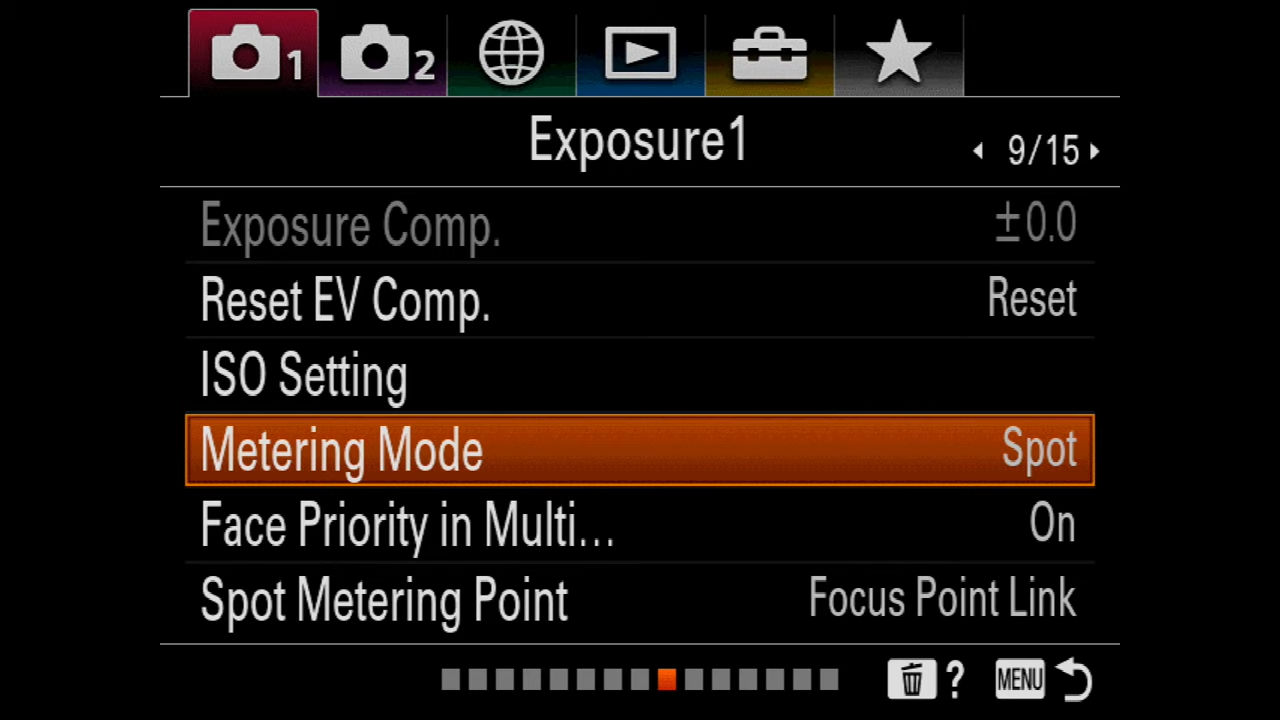 1 2
Exposure1 9/15
Exposure Comp. ±0.0
Reset EV Comp. Reset
ISO Setting
Metering Mode Spot
Face Priority in Multi... On
Spot Metering Point Focus Point Link
? MENU